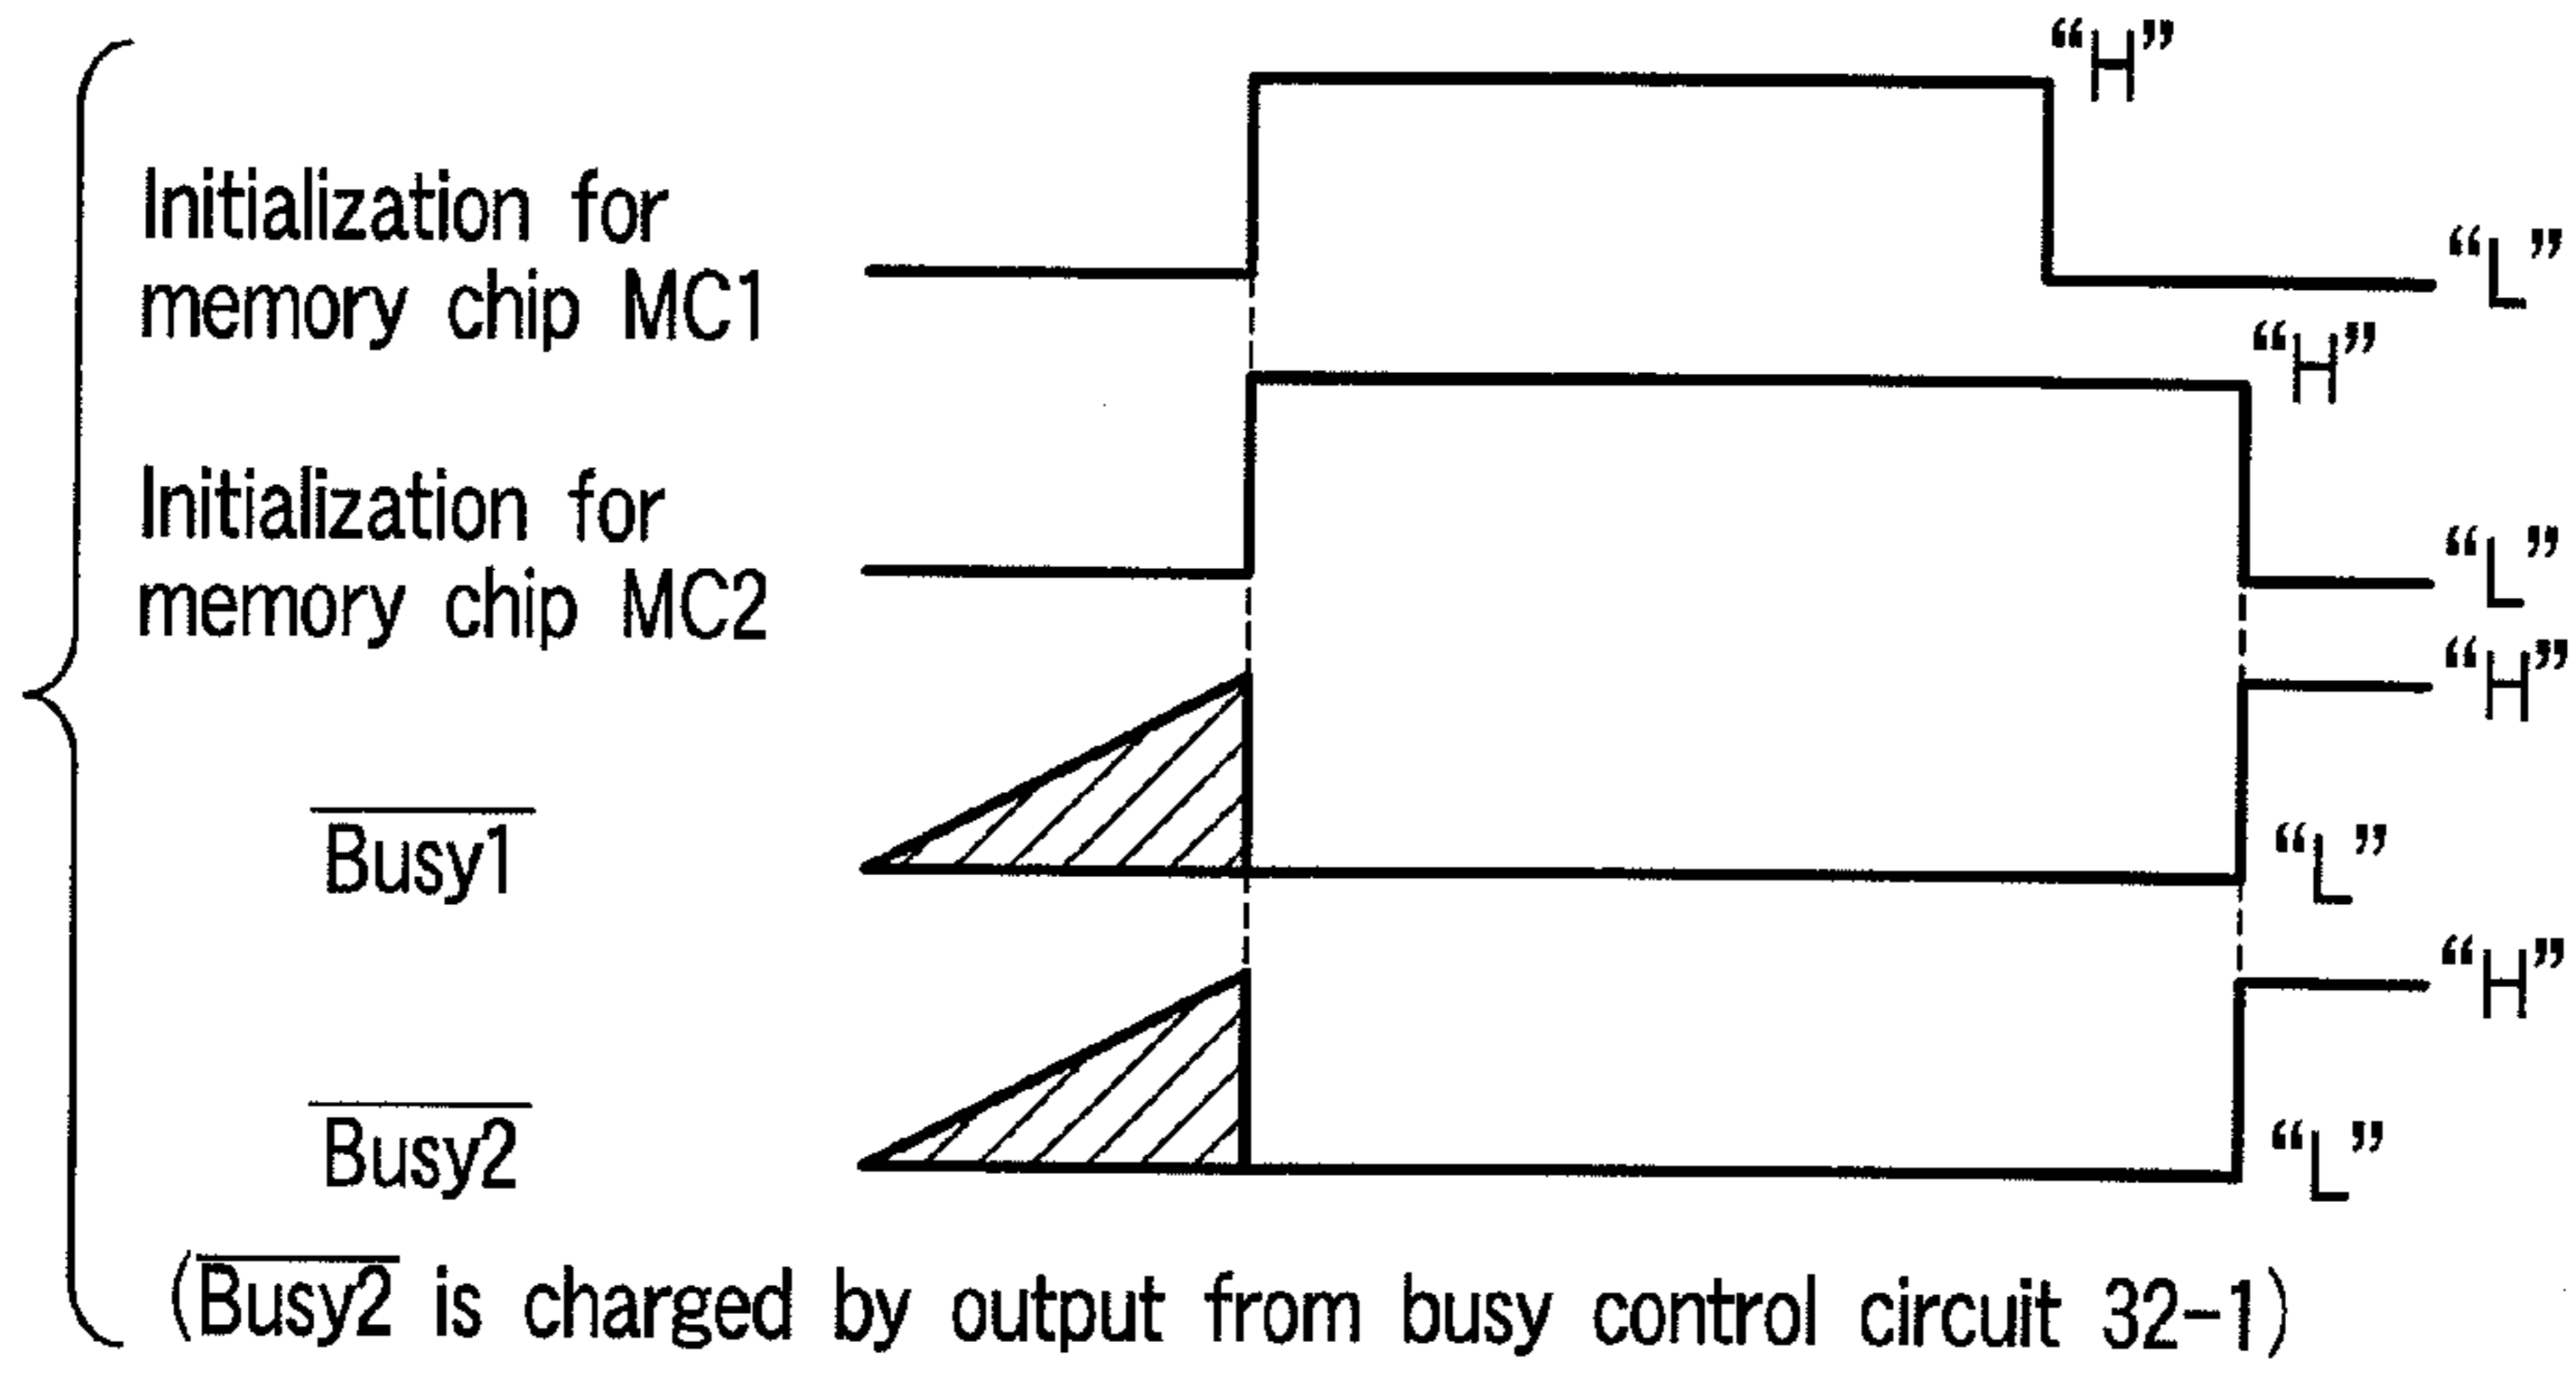 “H”
Initialization for
memory chip MC1
“L”
“H”
Initialization for
memory chip MC2
“L”
“H”
Busy1
“L”
“H”
Busy2
“L”
(Busy2 is charged by output from busy control circuit 32-1)